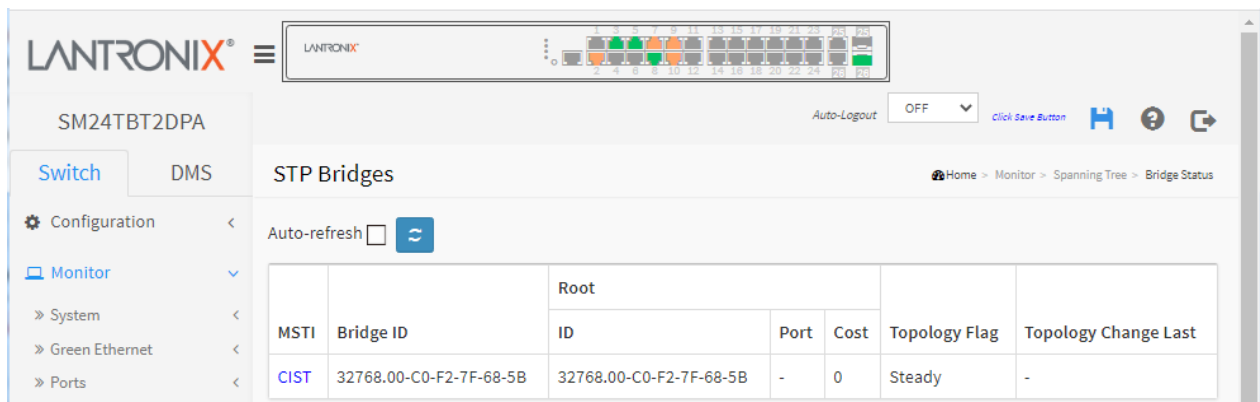 LANTRONIX®
LANTRONIX
1 3 5 7 9 11 13 15 17 19 21 23 25 25
2 4 6 8 10 12 14 16 18 20 22 24 26 26
SM24TBT2DPA
Auto-Logout OFF Click Save Button
Switch DMS
STP Bridges
Home > Monitor > Spanning Tree > Bridge Status
Configuration
Auto-refresh
Monitor
» System
» Green Ethernet
» Ports
Root
MSTI Bridge ID ID Port Cost Topology Flag Topology Change Last
CIST 32768.00-C0-F2-7F-68-5B 32768.00-C0-F2-7F-68-5B - 0 Steady -